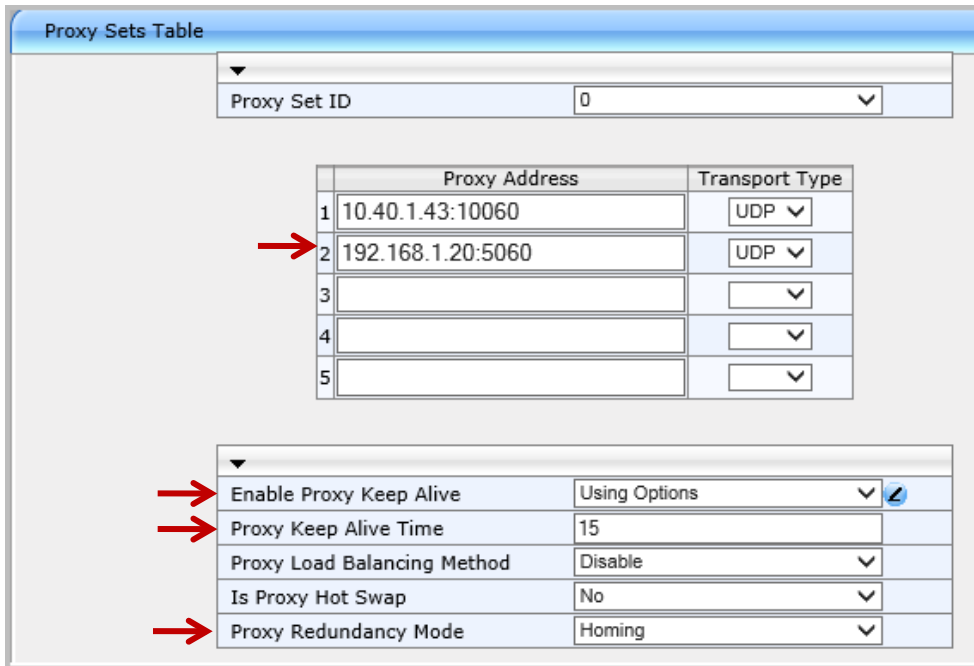 Proxy Sets Table
Proxy Set ID 0
Proxy Address Transport Type
1 10.40.1.43:10060 UDP
2 192.168.1.20:5060 UDP
3
4
5
Enable Proxy Keep Alive Using Options
Proxy Keep Alive Time 15
Proxy Load Balancing Method Disable
Is Proxy Hot Swap No
Proxy Redundancy Mode Homing